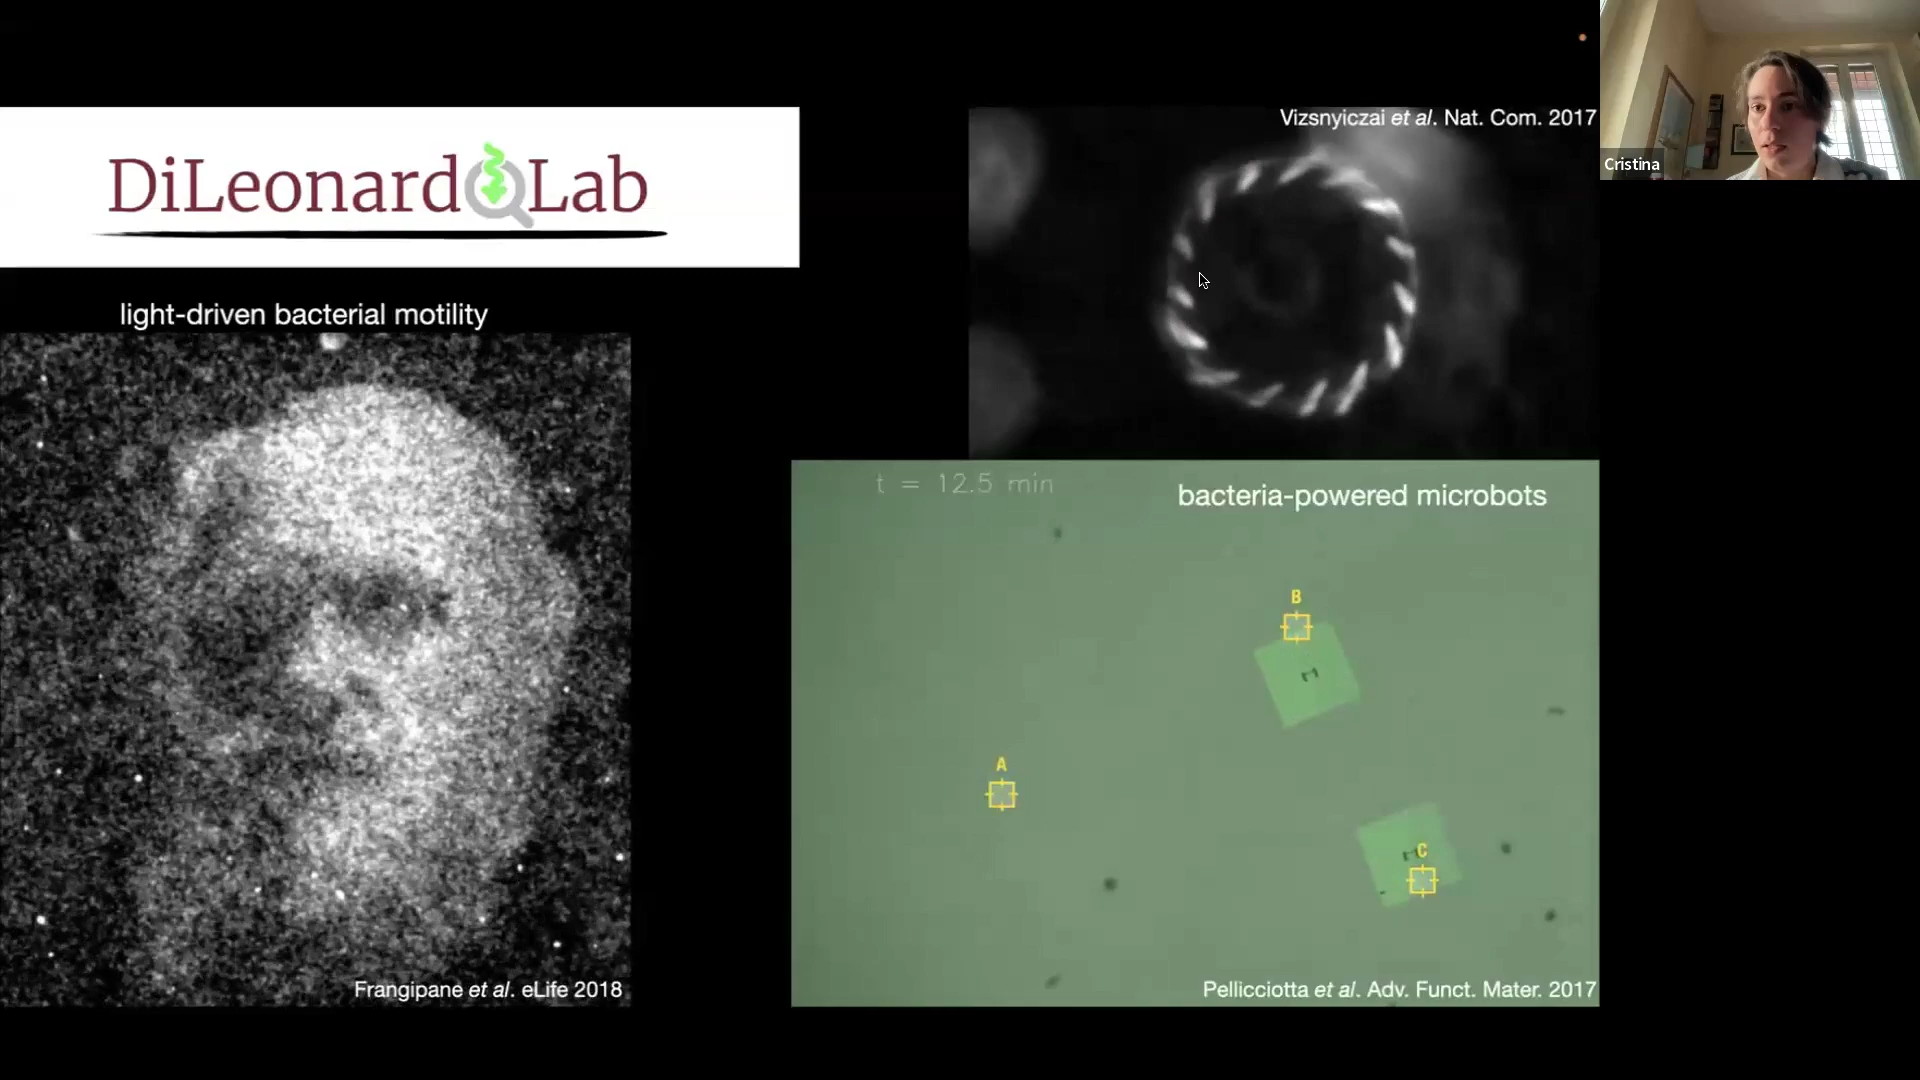 DiLeonardo Lab
light-driven bacterial motility
Frangipane et al. eLife 2018
Vizsnyiczai et al. Nat. Com. 2017
Cristina
t = 12.5 min
bacteria-powered microbots
B
A
C
Pellicciotta et al. Adv. Funct. Mater. 2017